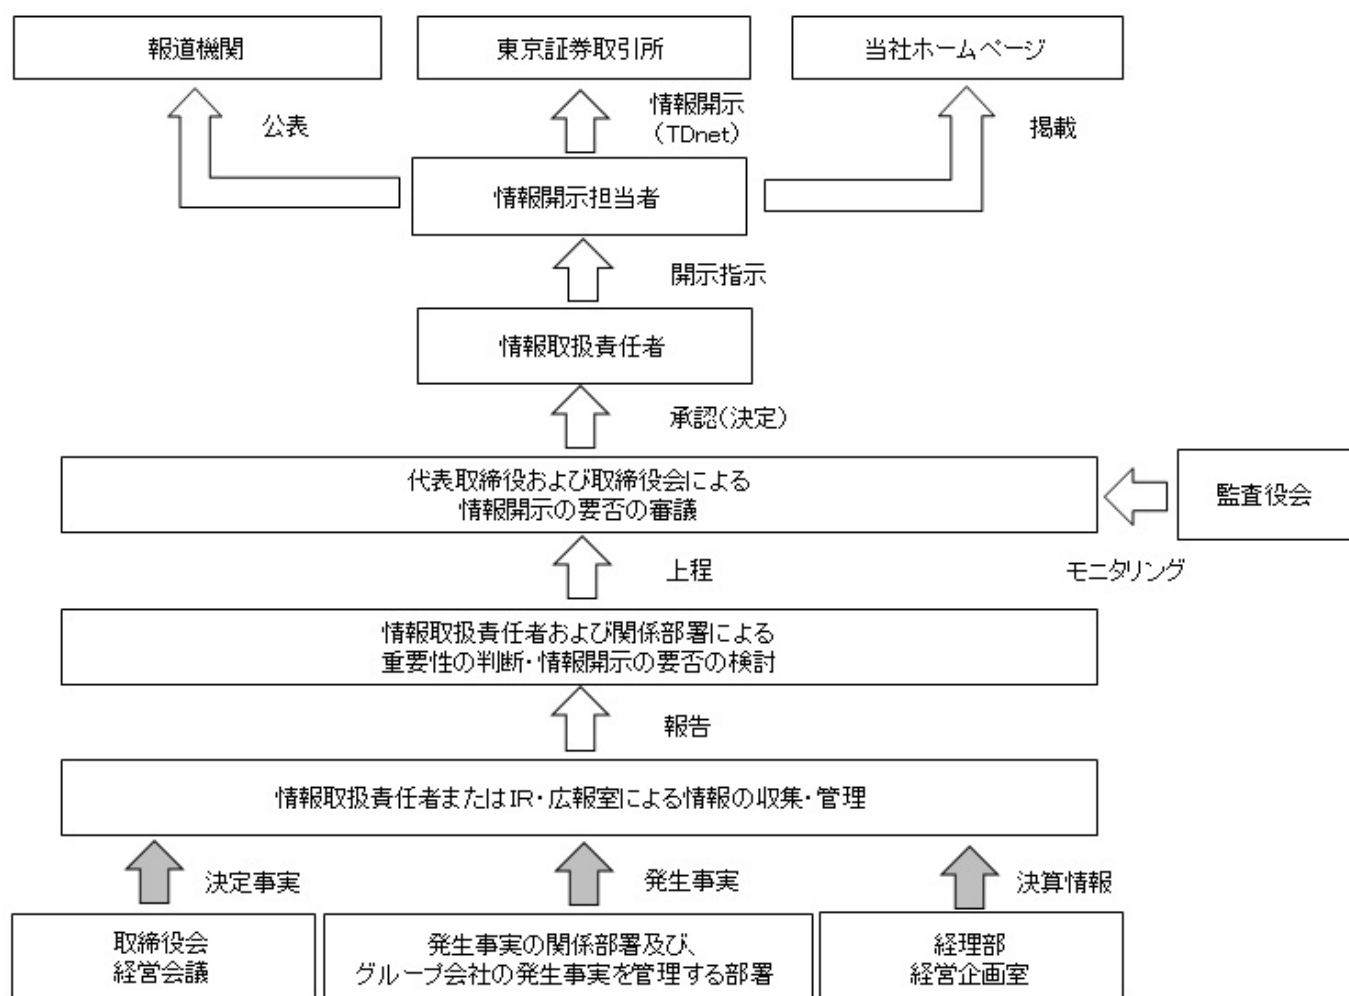 報道機関
東京証券取引所
当社ホームページ
公表
情報開示
(TDnet)
掲載
情報開示担当者
開示指示
情報取扱責任者
承認(決定)
代表取締役および取締役会による
情報開示の要否の審議
監査役会
モニタリング
上程
情報取扱責任者および関係部署による
重要性の判断・情報開示の要否の検討
報告
情報取扱責任者またはIR・広報室による情報の収集・管理
決定事実
発生事実
決算情報
取締役会
経営会議
発生事実の関係部署及び、
グループ会社の発生事実を管理する部署
経理部
経営企画室